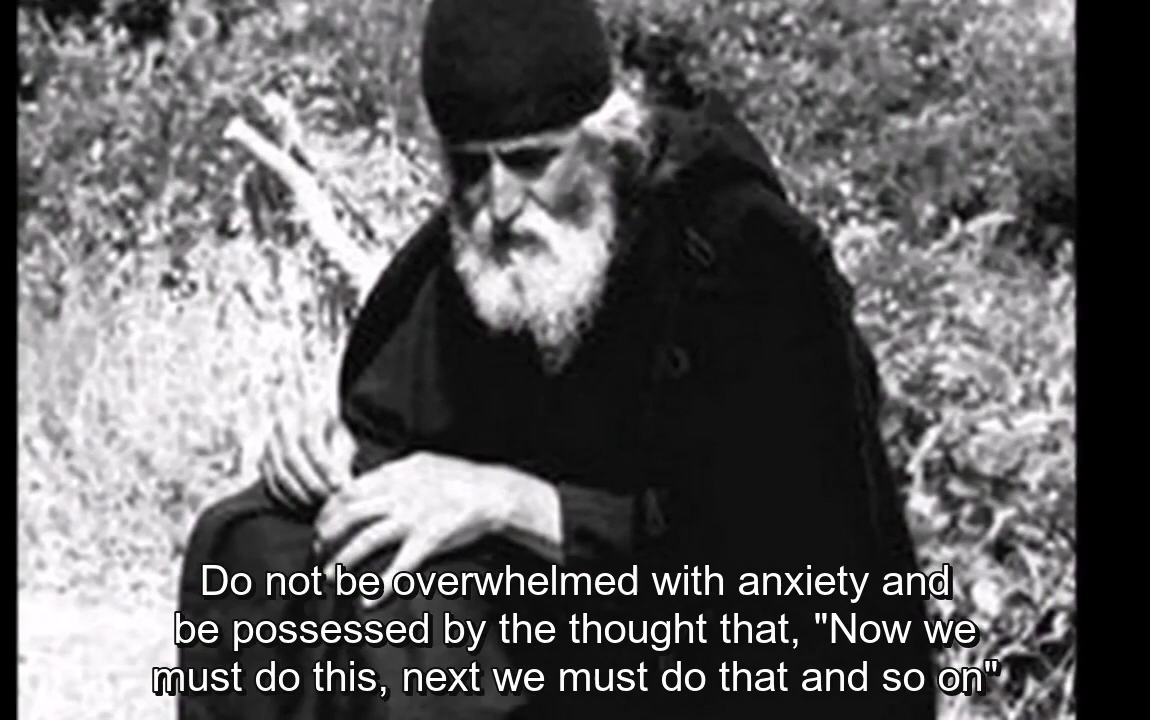 Do not be overwhelmed with anxiety and
be possessed by the thought that, "Now we
must do this, next we must do that and so on"